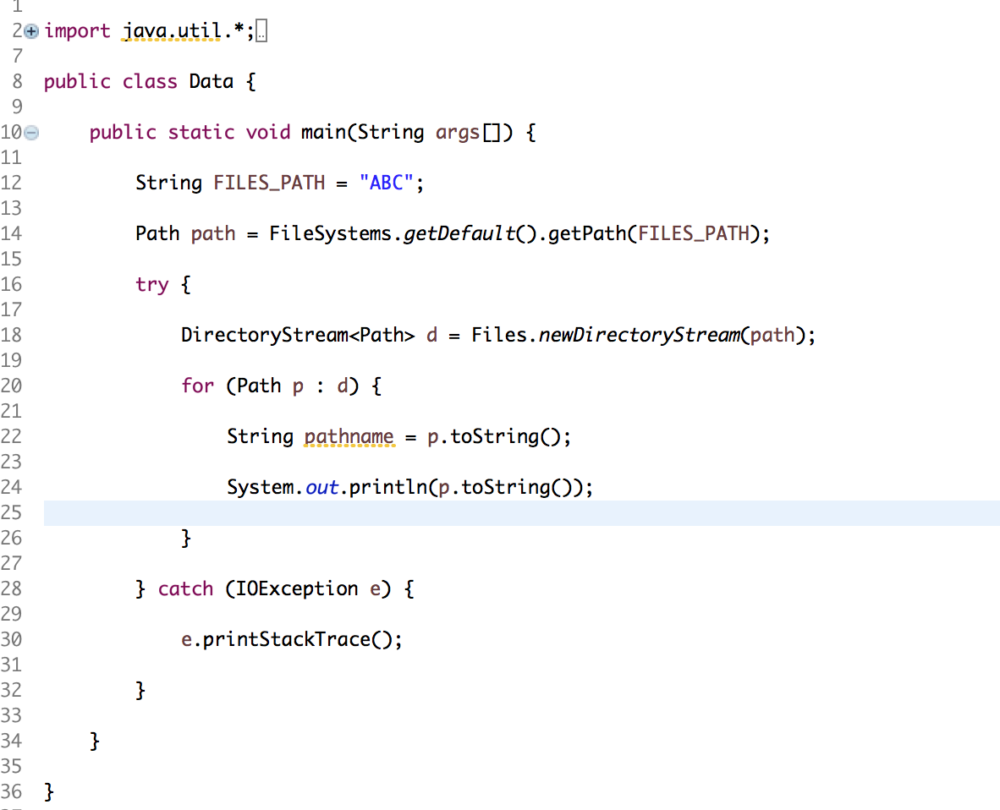 1
2 import java.util.*;
7
8 public class Data {
9
10 public static void main(String args[]) {
11
12 String FILES_PATH = "ABC";
13
14 Path path = FileSystems.getDefault().getPath(FILES_PATH);
15
16 try {
17
18 DirectoryStream<Path> d = Files.newDirectoryStream(path);
19
20 for (Path p : d) {
21
22 String pathname = p.toString();
23
24 System.out.println(p.toString());
25
26 }
27
28 } catch (IOException e) {
29
30 e.printStackTrace();
31
32 }
33
34 }
35
36 }